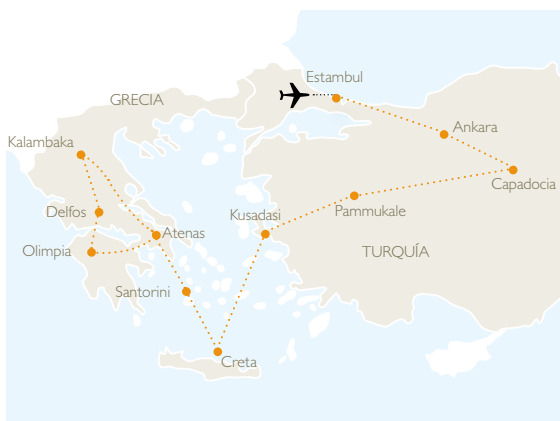 Estambul
GRECIA
Ankara
Kalambaka
Capadocia
Delfos
Kusadasi
Pammukale
Atenas
Olimpia
TURQUÍA
Santorini
Creta